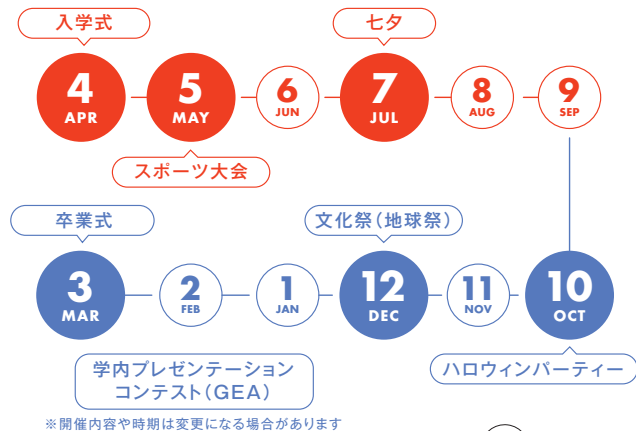 入学式
七夕
4
APR
5
MAY
6
JUN
7
JUL
8
AUG
9
SEP
スポーツ大会
卒業式
文化祭(地球祭)
3
MAR
2
FEB
1
JAN
12
DEC
11
NOV
10
OCT
学内プレゼンテーション
コンテスト(GEA)
ハロウィンパーティー
※開催内容や時期は変更になる場合があります